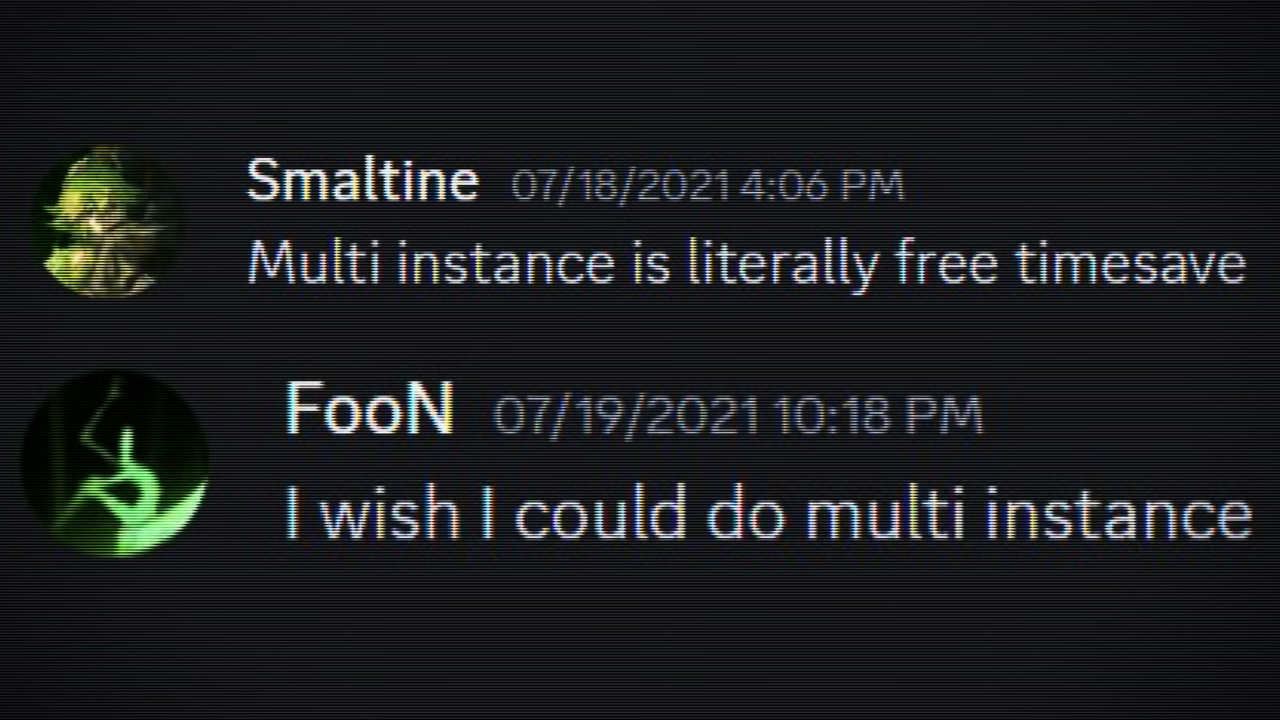 Smaltine 07/18/2021 4:06 PM
Multi instance is literally free timesave
FooN 07/19/2021 10:18 PM
I wish I could do multi instance